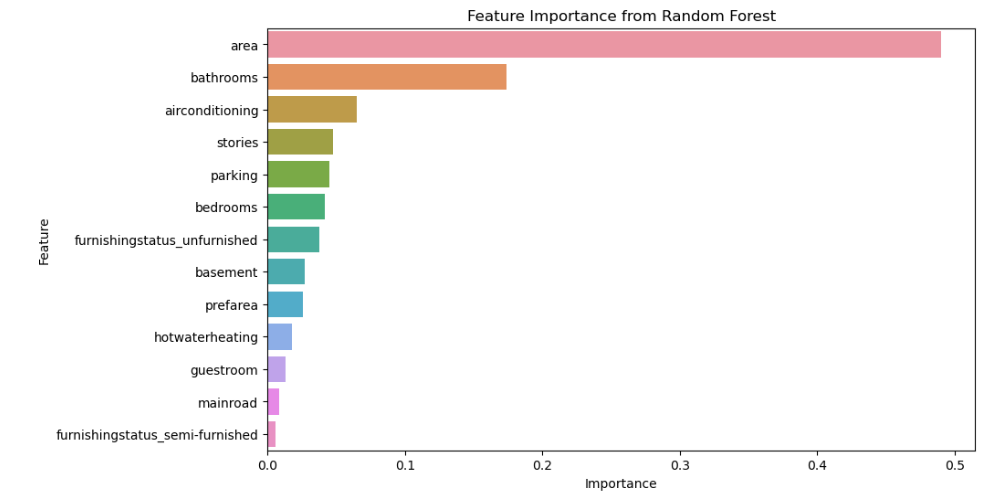 Feature Importance from Random Forest
area
bathrooms
airconditioning
stories
parking
bedrooms
furnishingstatus_unfurnished
basement
prefarea
hotwaterheating
guestroom
mainroad
furnishingstatus_semi-furnished
Feature
0.0 0.1 0.2 0.3 0.4 0.5
Importance